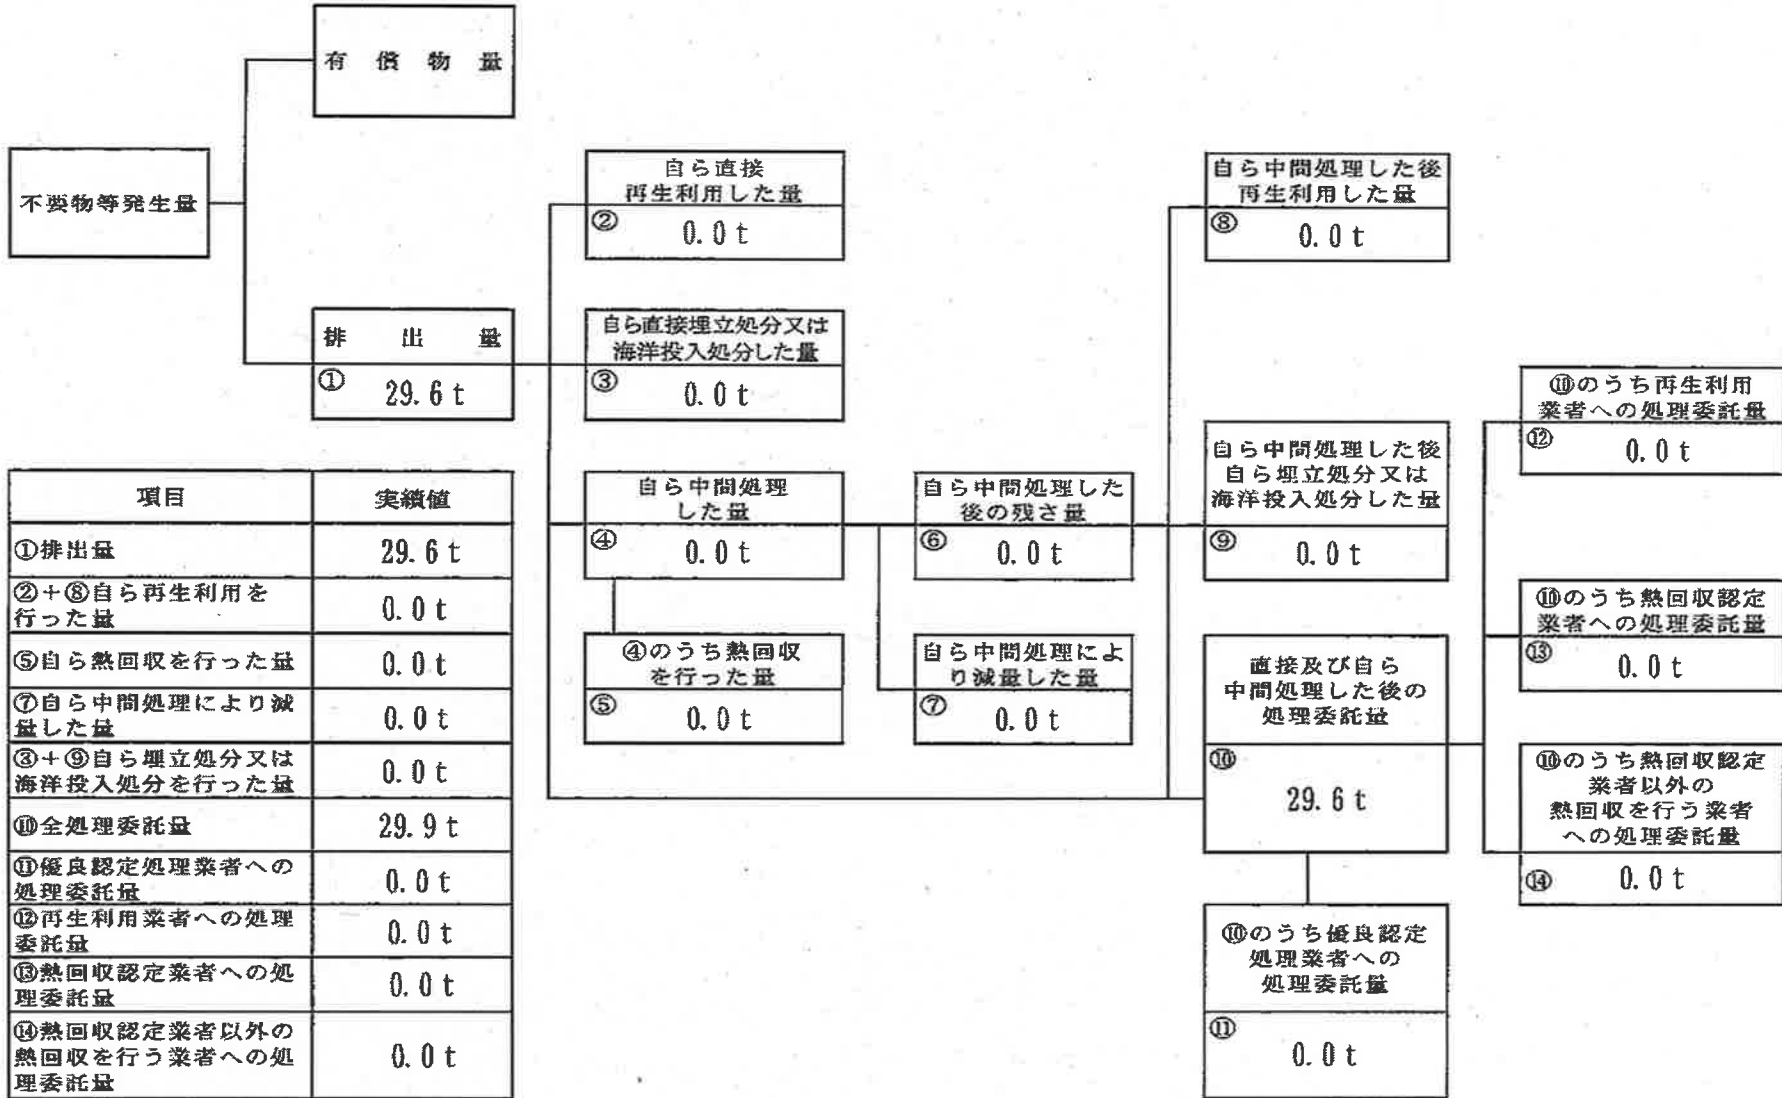 有償物量
不要物等発生量
排出量
① 29.6 t
自ら直接
再生利用した量
② 0.0 t
自ら直接埋立処分又は
海洋投入処分した量
③ 0.0 t
自ら中間処理
した量
④ 0.0 t
④のうち熱回収
を行った量
⑤ 0.0 t
自ら中間処理した
後の残さ量
⑥ 0.0 t
自ら中間処理によ
り減量した量
⑦ 0.0 t
自ら中間処理した後
再生利用した量
⑧ 0.0 t
自ら中間処理した後
自ら埋立処分又は
海洋投入処分した量
⑨ 0.0 t
直接及び自ら
中間処理した後の
処理委託量
⑩
29.6 t
⑩のうち優良認定
処理業者への
処理委託量
⑪
0.0 t
⑩のうち再生利用
業者への処理委託量
⑫ 0.0 t
⑩のうち熱回収認定
業者への処理委託量
⑬ 0.0 t
⑩のうち熱回収認定
業者以外の
熱回収を行う業者
への処理委託量
⑭ 0.0 t
項目 実績値
①排出量 29.6 t
②+⑧自ら再生利用を
行った量 0.0 t
⑤自ら熱回収を行った量 0.0 t
⑦自ら中間処理により減
量した量 0.0 t
③+⑨自ら埋立処分又は
海洋投入処分を行った量 0.0 t
⑩全処理委託量 29.9 t
⑪優良認定処理業者への
処理委託量 0.0 t
⑫再生利用業者への処理
委託量 0.0 t
⑬熱回収認定業者への処
理委託量 0.0 t
⑭熱回収認定業者以外の
熱回収を行う業者への処
理委託量 0.0 t